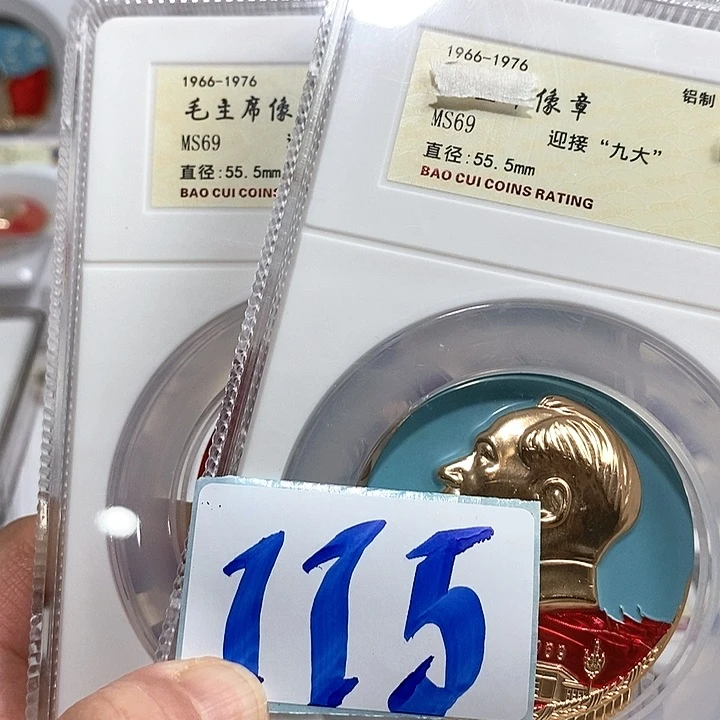 1966-1976
毛主席像
MS69
直径:55.5mm
BAO CUI COINS
1966-1976
像章
铝制
MS69
迎接“九大”
直径:55.5mm
BAO CUI COINS RATING
115